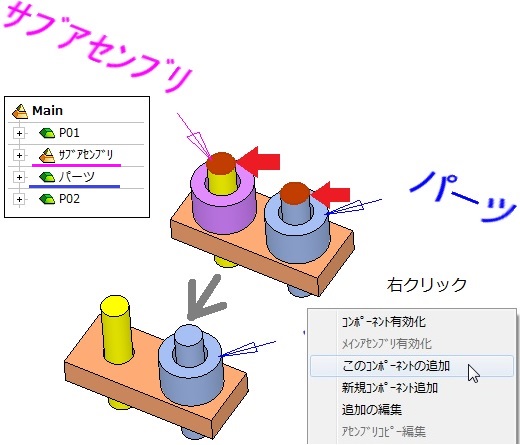 サブアセンブリ
Main
P01
ｻﾌﾞｱｾﾝﾌﾞﾘ
パーツ
P02
パーツ
右クリック
ｺﾝﾎﾟｰﾈﾝﾄ有効化
ﾒｲﾝｱｾﾝﾌﾞﾘ有効化
このｺﾝﾎﾟｰﾈﾝﾄの追加
新規ｺﾝﾎﾟｰﾈﾝﾄ追加
追加の編集
ｱｾﾝﾌﾞﾘｺﾋﾟｰ編集